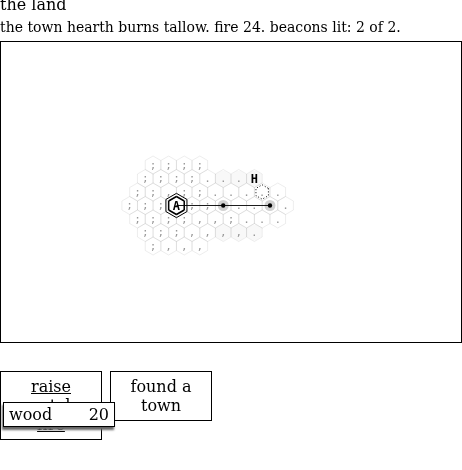 the land
the town hearth burns tallow. fire 24. beacons lit: 2 of 2.
H
A
raise
found a
town
wood 20